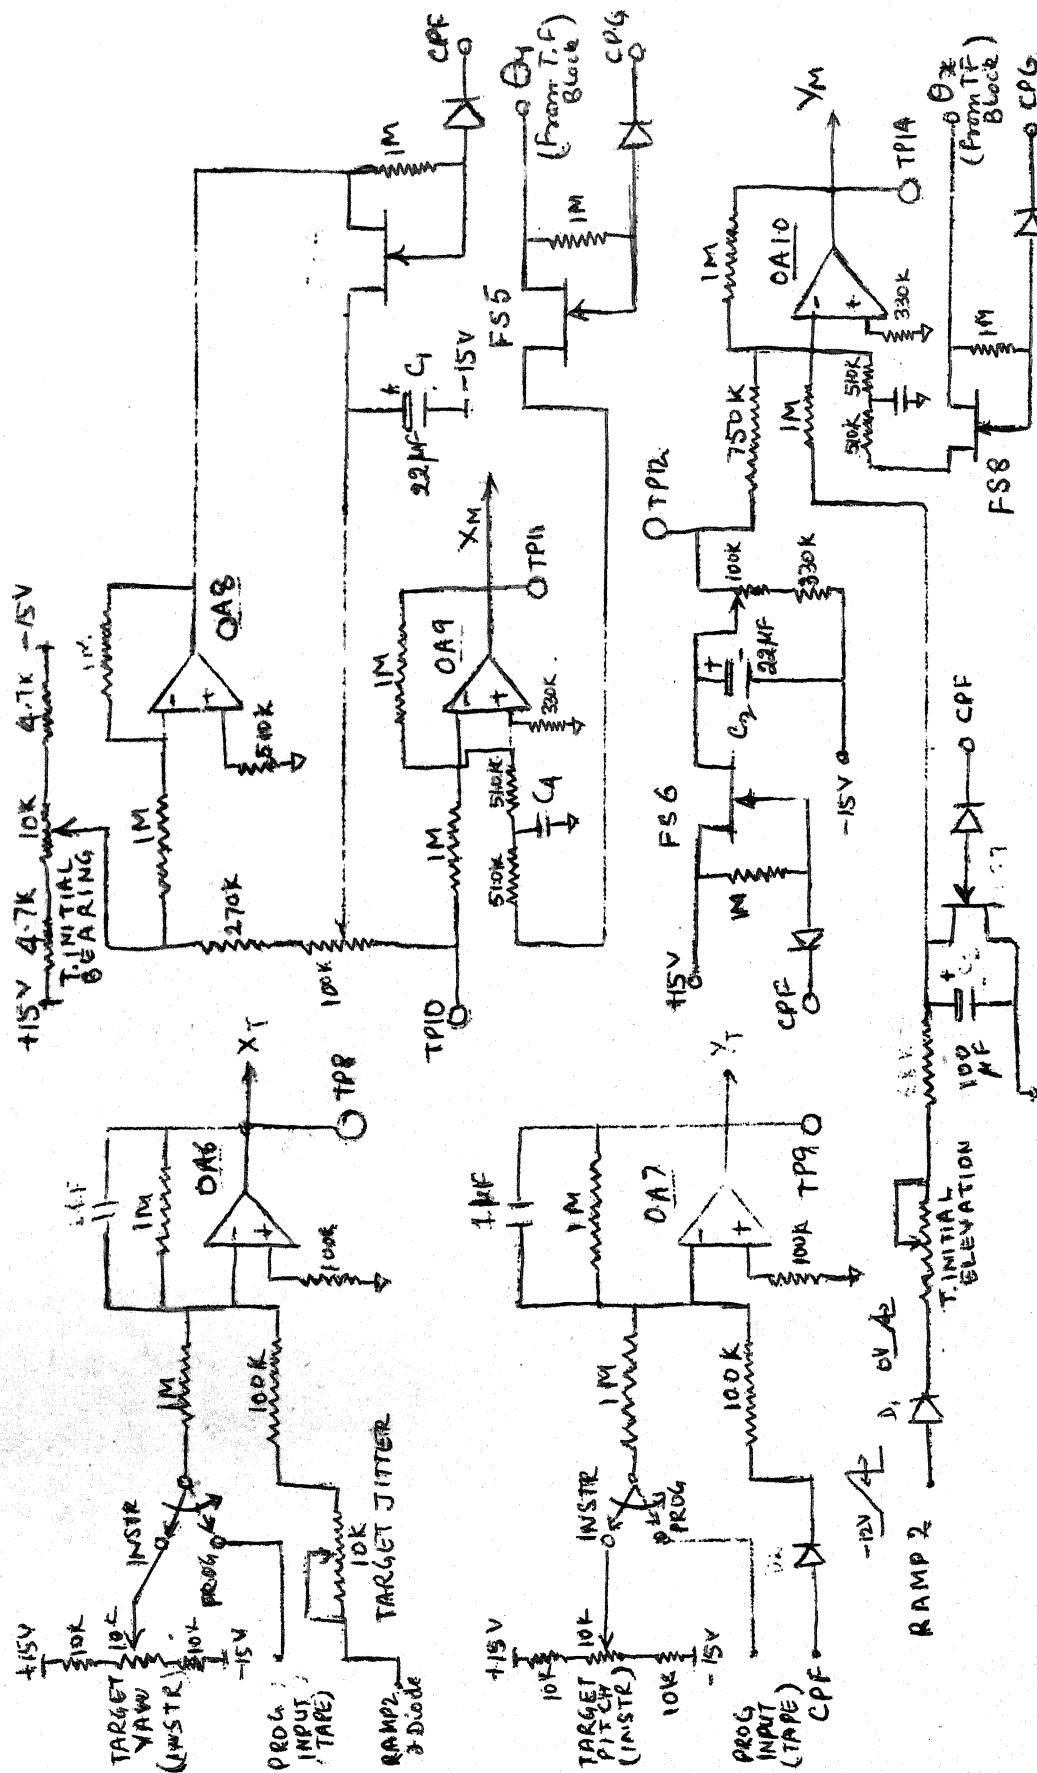 +15V
10K
TARGET
YAW
(INSTR)
10K
10K
-15V
INSTR
PROG
PROG
INPUT
(TAPE)
RAMP2
2 Diode
1M
100K
10K
TARGET JITTER
1M
OA6
100K
XT
TP8
+15V
10K
TARGET
PITCH
(INSTR)
10K
10K
-15V
INSTR
PROG
PROG
INPUT
(TAPE)
CPF
1M
100K
1µF
1M
OA7
100K
YT
TP9
+15V 4.7K 10K 4.7K -15V
T. INITIAL
BEARING
1M
1M
510K
OA8
270K
100K
TP10
1M
1M
OA9
330K
510K
510K
C4
XM
TP11
22µF
C1
-15V
1M
CPF
FS5
1M
θy
(From T.F
Block)
CPG
+15V
1M
CPF
FS6
C2
22µF
100K
330K
-15V
TP12
750K
1M
1M
OA10
330K
510K
510K
YM
TP14
FS8
1M
θz
(From TF
Block)
CPG
RAMP 2
-12V
D1
0V
T. INITIAL
ELEVATION
100
µF
CPF